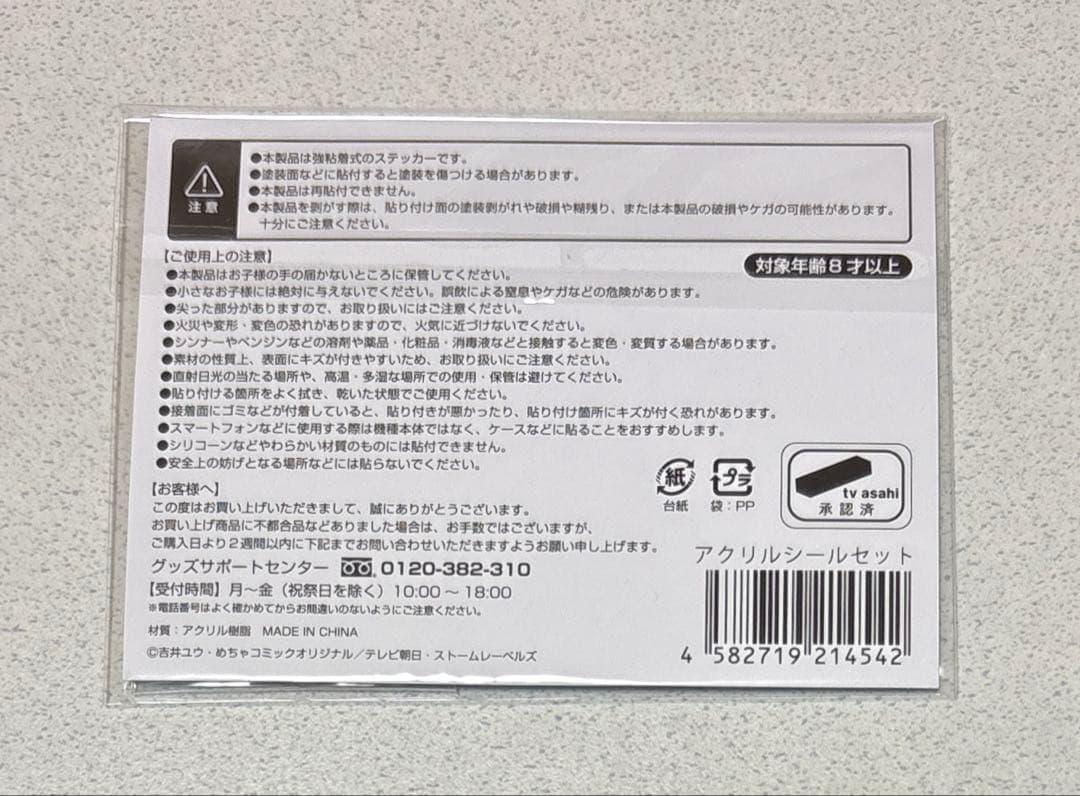 注意
●本製品は強粘着式のステッカーです。
●塗装面などに貼付すると塗装を傷つける場合があります。
●本製品は再貼付できません。
●本製品を剥がす際は、貼り付け面の塗装剥がれや破損や糊残り、または本製品の破損やケガの可能性があります。
十分にご注意ください。
【ご使用上の注意】
対象年齢8才以上
●本製品はお子様の手の届かないところに保管してください。
●小さなお子様には絶対に与えないでください。誤飲による窒息やケガなどの危険があります。
●尖った部分がありますので、お取り扱いにはご注意ください。
●火災や変形・変色の恐れがありますので、火気に近づけないでください。
●シンナーやベンジンなどの溶剤や薬品・化粧品・消毒液などと接触すると変色・変質する場合があります。
●素材の性質上、表面にキズが付きやすいため、お取り扱いにご注意ください。
●直射日光の当たる場所や、高温・多湿な場所での使用・保管は避けてください。
●貼り付ける箇所をよく拭き、乾いた状態でご使用ください。
●接着面にゴミなどが付着していると、貼り付きが悪かったり、貼り付け箇所にキズが付く恐れがあります。
●スマートフォンなどに使用する際は機種本体ではなく、ケースなどに貼ることをおすすめします。
●シリコーンなどやわらかい材質のものには貼付できません。
●安全上の妨げとなる場所などには貼らないでください。
【お客様へ】
この度はお買い上げいただきまして、誠にありがとうございます。
お買い上げ商品に不都合品などありました場合は、お手数ではございますが、
ご購入日より2週間以内に下記までお問い合わせいただきますようお願い申し上げます。
グッズサポートセンター 0120-382-310
【受付時間】月～金（祝祭日を除く）10:00～18:00
※電話番号はよく確かめてからお間違いのないようにご注意ください。
材質：アクリル樹脂 MADE IN CHINA
©吉井ユウ・めちゃコミックオリジナル／テレビ朝日・ストームレーベルズ
紙
台紙
プラ
袋：PP
tv asahi
承認済
アクリルシールセット
4 582719 214542